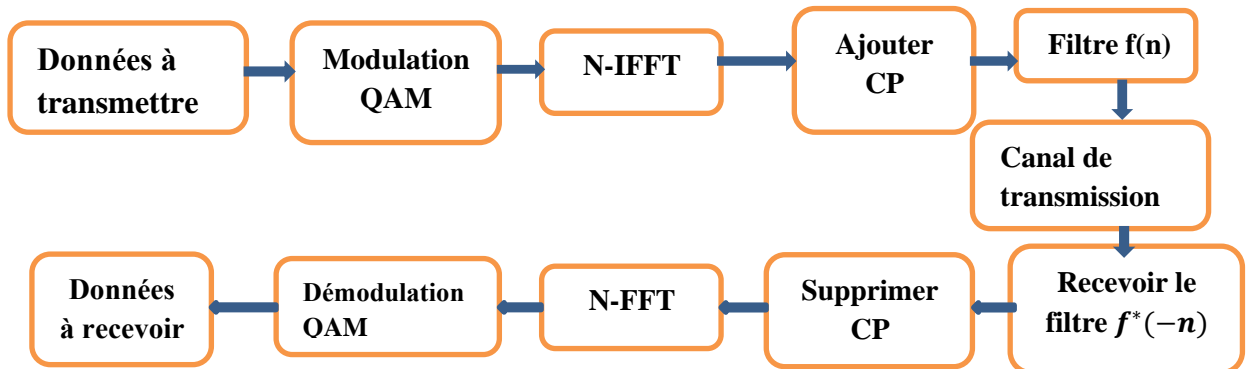 Données à
transmettre
Modulation
QAM
N-IFFT
Ajouter
CP
Filtre f(n)
Canal de
transmission
Recevoir le
filtre f*(−n)
Supprimer
CP
N-FFT
Démodulation
QAM
Données
à recevoir